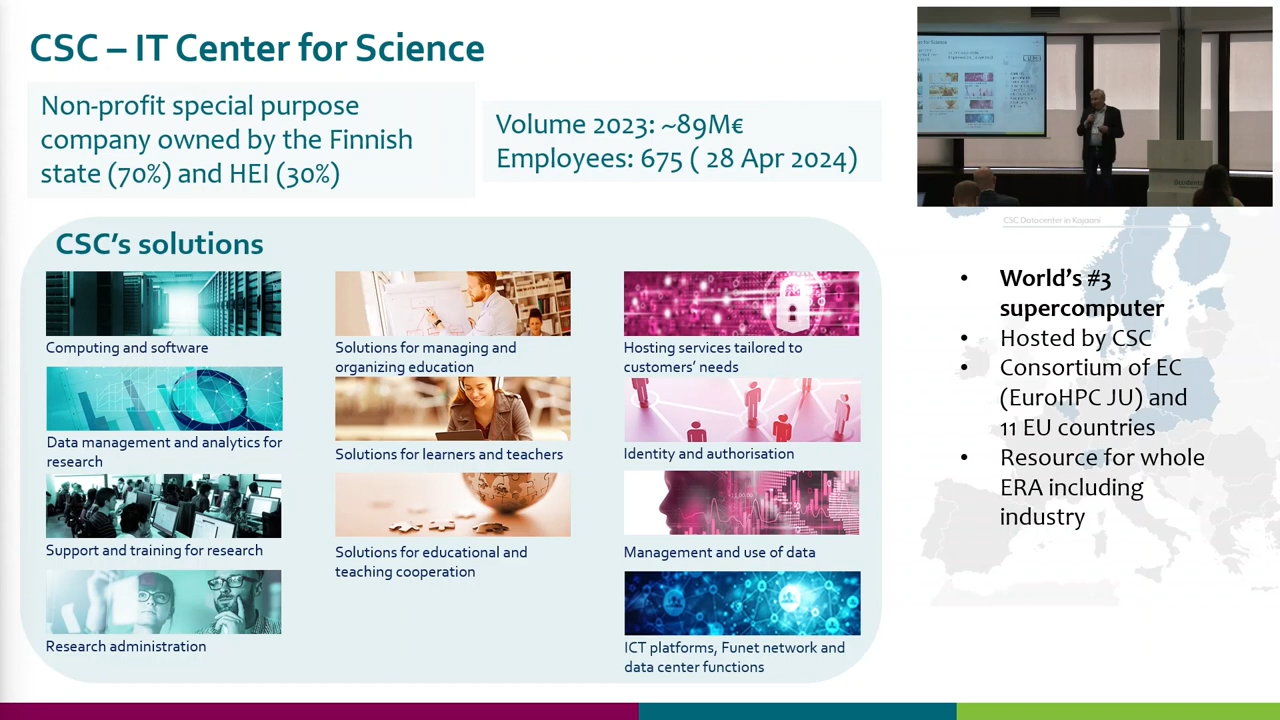 CSC – IT Center for Science
Non-profit special purpose
company owned by the Finnish
state (70%) and HEI (30%)
Volume 2023: ~89M€
Employees: 675 ( 28 Apr 2024)
CSC's solutions
Computing and software
Data management and analytics for
research
Support and training for research
Research administration
Solutions for managing and
organizing education
Solutions for learners and teachers
Solutions for educational and
teaching cooperation
Hosting services tailored to
customers' needs
Identity and authorisation
Management and use of data
ICT platforms, Funet network and
data center functions
CSC Datacenter in Kajaani
• World's #3
supercomputer
• Hosted by CSC
• Consortium of EC
(EuroHPC JU) and
11 EU countries
• Resource for whole
ERA including
industry